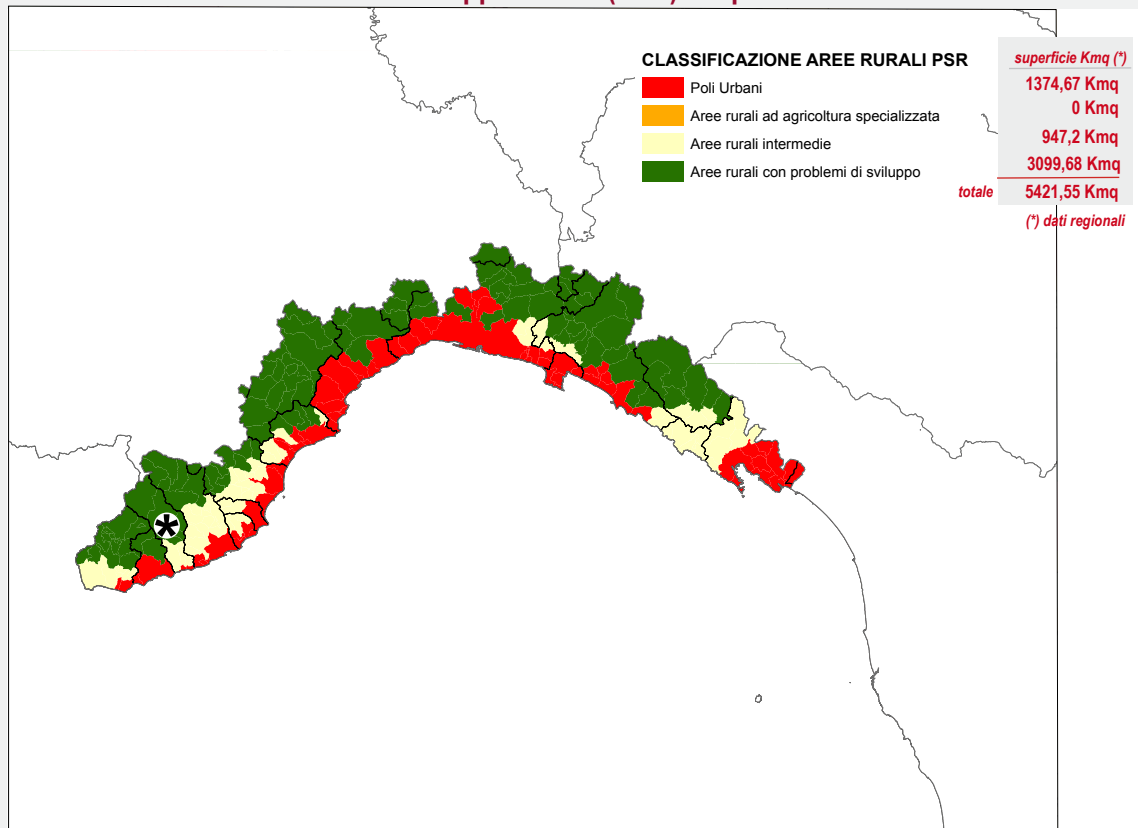 CLASSIFICAZIONE AREE RURALI PSR
superficie Kmq (*)
Poli Urbani
1374,67 Kmq
Aree rurali ad agricoltura specializzata
0 Kmq
Aree rurali intermedie
947,2 Kmq
Aree rurali con problemi di sviluppo
3099,68 Kmq
totale
5421,55 Kmq
(*) dati regionali
*